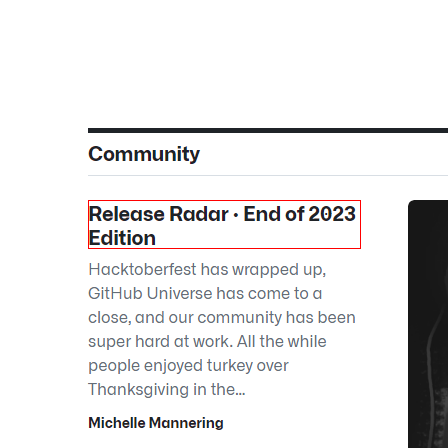 Community
Release Radar · End of 2023
Edition
Hacktoberfest has wrapped up,
GitHub Universe has come to a
close, and our community has been
super hard at work. All the while
people enjoyed turkey over
Thanksgiving in the…
Michelle Mannering